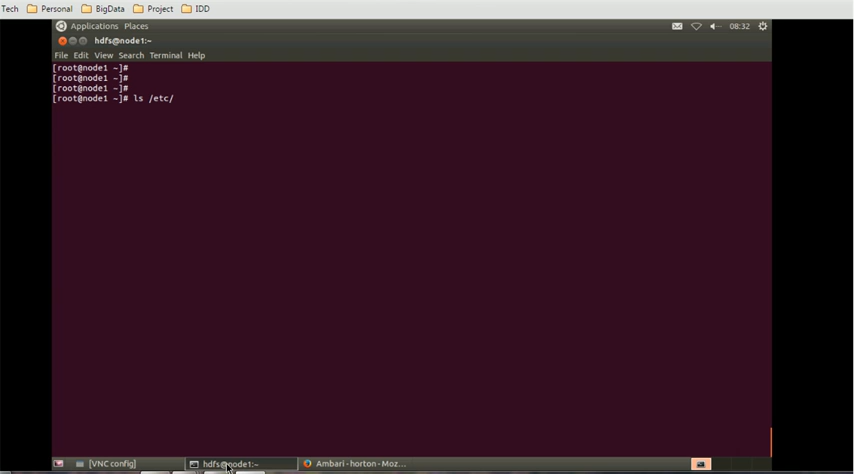 Tech Personal BigData Project IDD
Applications Places 08:32
hdfs@node1:~
File Edit View Search Terminal Help
[root@node1 ~]#
[root@node1 ~]#
[root@node1 ~]#
[root@node1 ~]# ls /etc/
[VNC config] hdfs@node1:~ Ambari - horton - Moz...